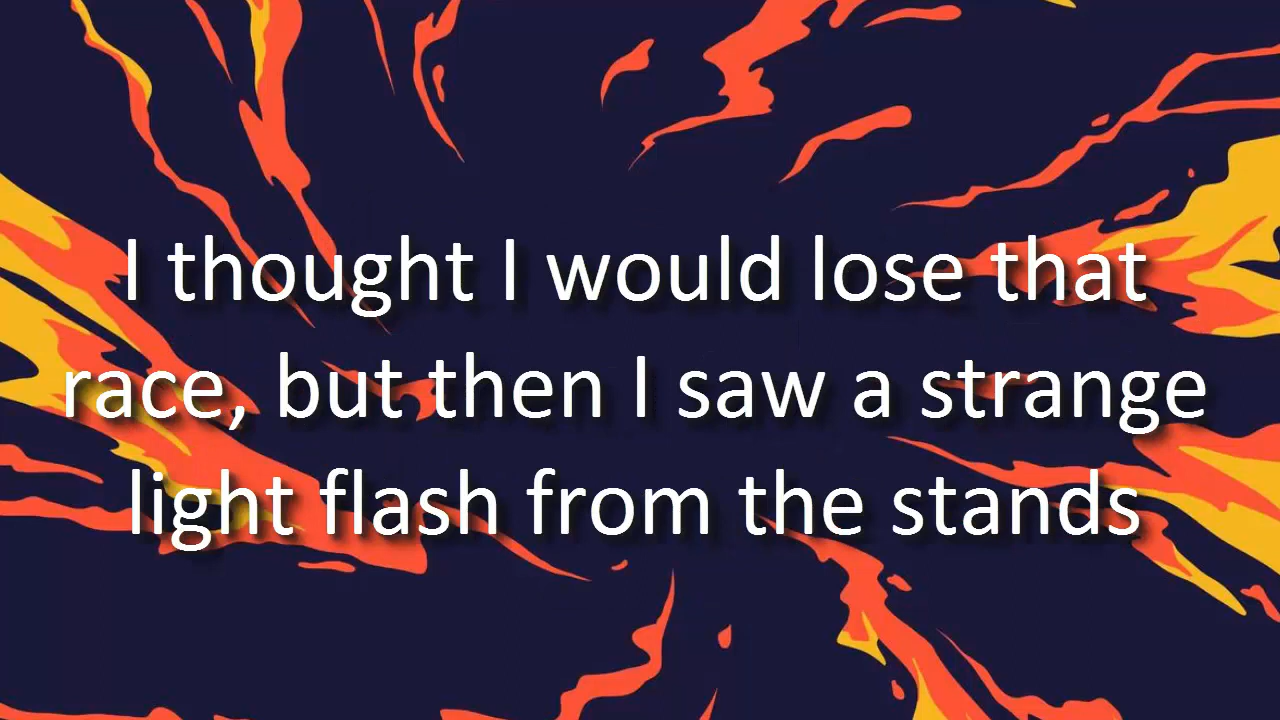 I thought I would lose that
race, but then I saw a strange
light flash from the stands